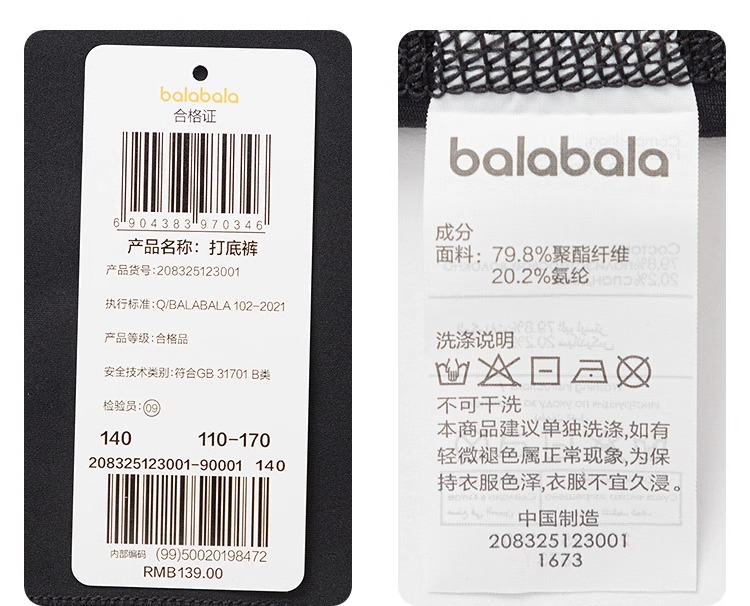 balabala
合格证
6 904383 970346
产品名称：打底裤
产品货号:208325123001
执行标准:Q/BALABALA 102-2021
产品等级:合格品
安全技术类别:符合GB 31701 B类
检验员:09
140 110-170
208325123001-90001 140
内部编码 (99)50020198472
RMB139.00
balabala
成分
面料：79.8%聚酯纤维
20.2%氨纶
洗涤说明
不可干洗
本商品建议单独洗涤,如有
轻微褪色属正常现象,为保
持衣服色泽,衣服不宜久浸。
中国制造
208325123001
1673